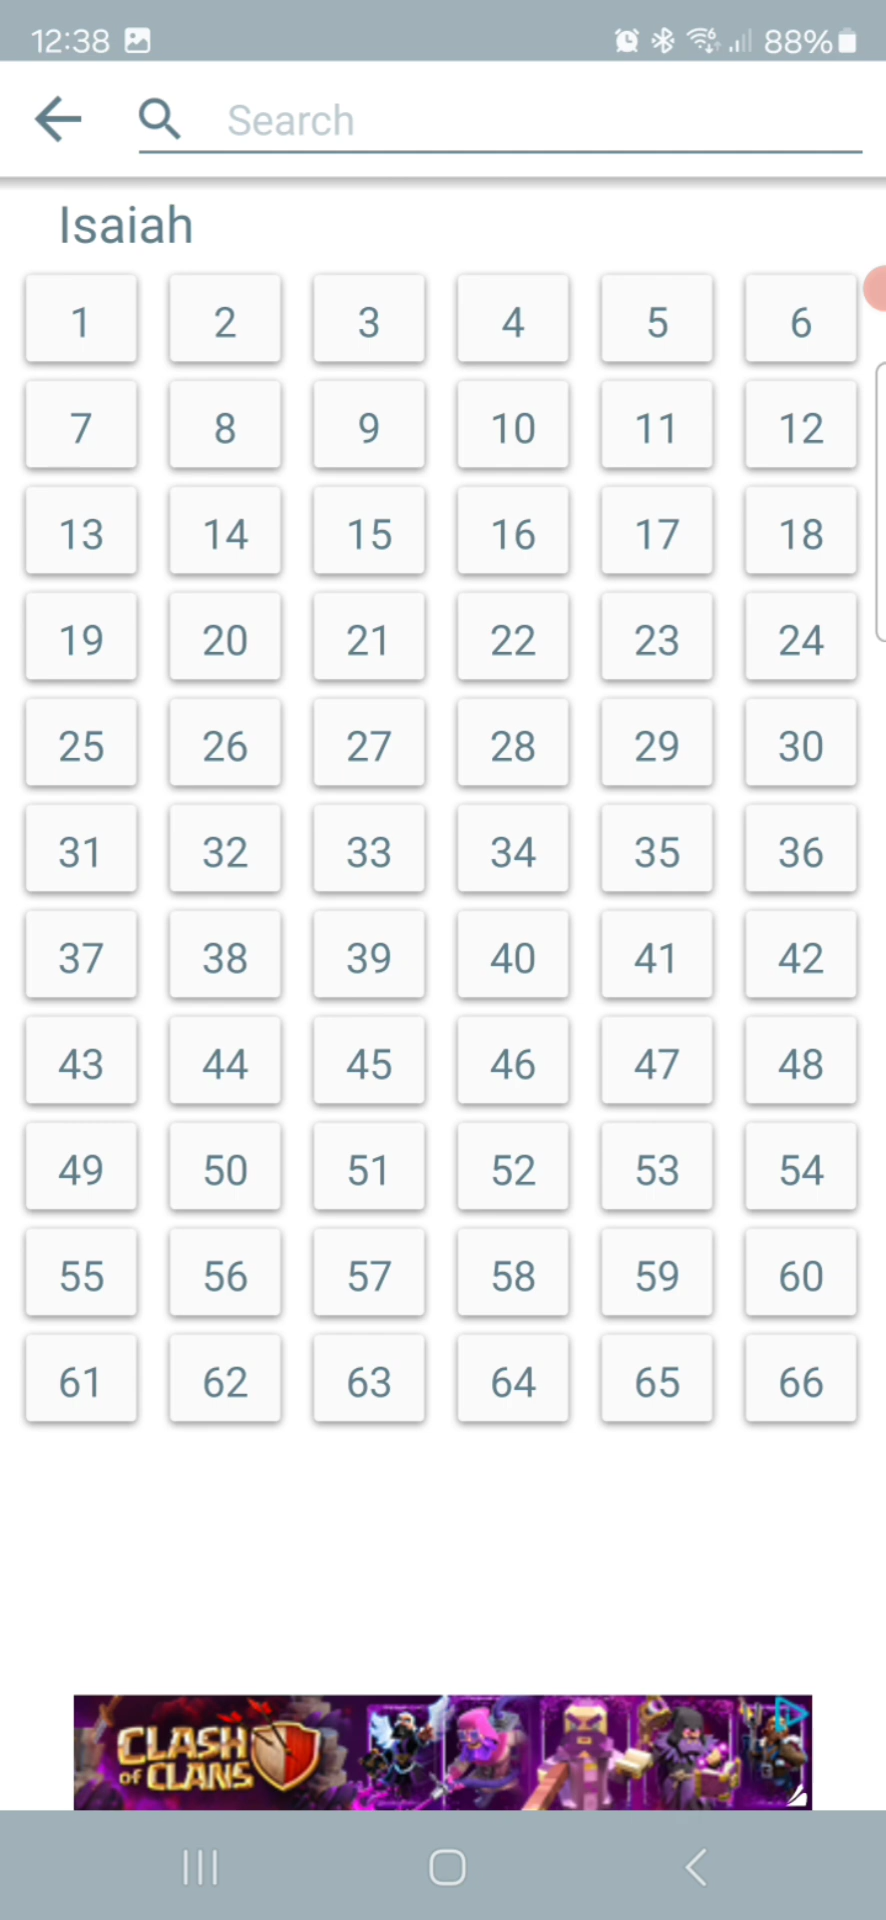 12:38 88%
Search
Isaiah
1 2 3 4 5 6
7 8 9 10 11 12
13 14 15 16 17 18
19 20 21 22 23 24
25 26 27 28 29 30
31 32 33 34 35 36
37 38 39 40 41 42
43 44 45 46 47 48
49 50 51 52 53 54
55 56 57 58 59 60
61 62 63 64 65 66
CLASH
OF CLANS